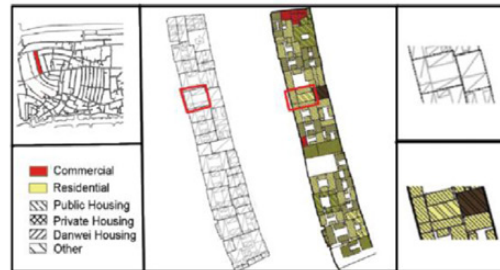 Commercial
Residential
Public Housing
Private Housing
Danwei Housing
Other